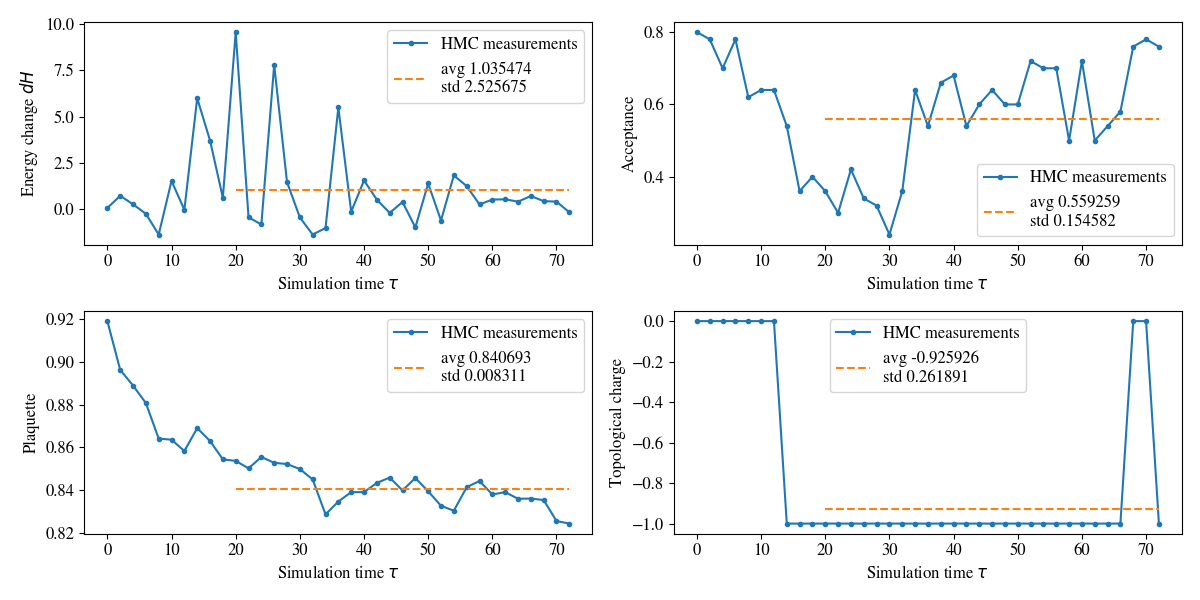 10.0
7.5
5.0
2.5
0.0
Energy change dH
HMC measurements
avg 1.035474
std 2.525675
0 10 20 30 40 50 60 70
Simulation time τ
0.8
0.6
0.4
Acceptance
HMC measurements
avg 0.559259
std 0.154582
0 10 20 30 40 50 60 70
Simulation time τ
0.92
0.90
0.88
0.86
0.84
0.82
Plaquette
HMC measurements
avg 0.840693
std 0.008311
0 10 20 30 40 50 60 70
Simulation time τ
0.0
−0.2
−0.4
−0.6
−0.8
−1.0
Topological charge
HMC measurements
avg -0.925926
std 0.261891
0 10 20 30 40 50 60 70
Simulation time τ